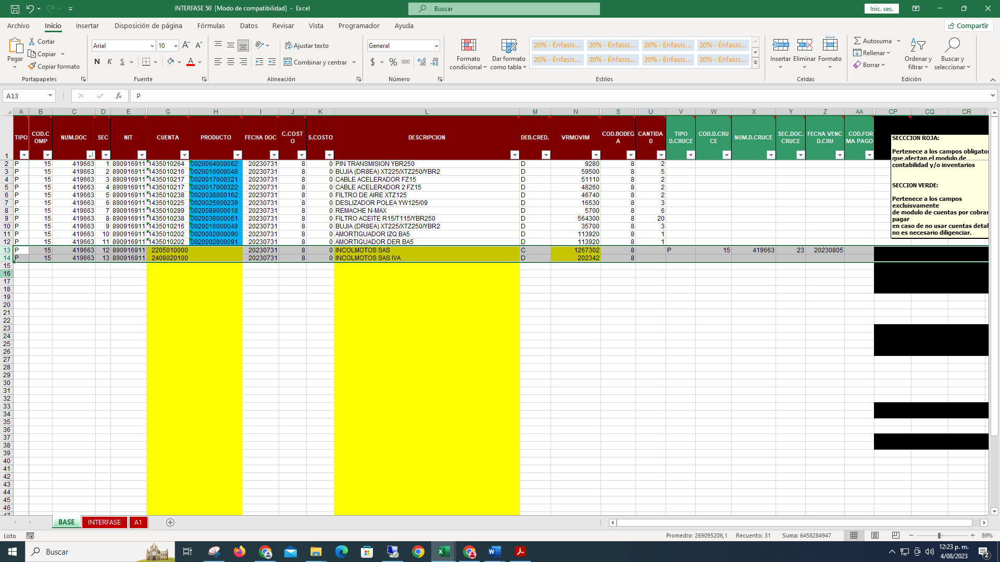 INTERFASE 50 [Modo de compatibilidad] - Excel
Buscar
Inic. ses.
Archivo Inicio Insertar Disposición de página Fórmulas Datos Revisar Vista Programador Ayuda
Compartir
Pegar
Cortar
Copiar
Copiar formato
Portapapeles
Arial 10
N K S
Fuente
Ajustar texto
Combinar y centrar
Alineación
General
$ % 000
Número
Formato condicional
Dar formato como tabla
20% - Énfasis... 20% - Énfasis... 20% - Énfasis... 20% - Énfasis...
20% - Énfasis... 20% - Énfasis... 20% - Énfasis... 20% - Énfasis...
Estilos
Insertar Eliminar Formato
Celdas
Autosuma
Rellenar
Borrar
Ordenar y filtrar
Buscar y seleccionar
Edición
A13 fx P
A B C D E G H I J K L M N S U V W X Y Z AA CP CQ CR
1 TIPO COD.COMP NUM.DOC SEC NIT CUENTA PRODUCTO FECHA DOC C.COSTO S.COSTO DESCRIPCION DEB.CRED. VRMOVIM COD.BODEGA CANTIDAD TIPO D.CRUCE COD.D.CRUCE NUM.D.CRUCE SEC.DOC.CRUCE FECHA VENC D.CRU COD.FORMA PAGO
2 P 15 419663 1 890916911 1435010264 0020064000062 20230731 8 0 PIN TRANSMISION YBR250 D 9280 8 2
3 P 15 419663 2 890916911 1435010216 0020016000048 20230731 8 0 BUJIA (DR8EA) XT225/XTZ250/YBR2 D 59500 8 5
4 P 15 419663 3 890916911 1435010217 0020017000321 20230731 8 0 CABLE ACELERADOR FZ15 D 51110 8 2
5 P 15 419663 4 890916911 1435010217 0020017000322 20230731 8 0 CABLE ACELERADOR 2 FZ15 D 48260 8 2
6 P 15 419663 5 890916911 1435010238 0020038000162 20230731 8 0 FILTRO DE AIRE XTZ125 D 46740 8 2
7 P 15 419663 6 890916911 1435010225 0020025000239 20230731 8 0 DESLIZADOR POLEA YW125/09 D 16530 8 3
8 P 15 419663 7 890916911 1435010289 0020089000618 20230731 8 0 REMACHE N-MAX D 5700 8 6
9 P 15 419663 8 890916911 1435010238 0020038000051 20230731 8 0 FILTRO ACEITE R15/T115/YBR250 D 564300 8 20
10 P 15 419663 9 890916911 1435010216 0020016000048 20230731 8 0 BUJIA (DR8EA) XT225/XTZ250/YBR2 D 35700 8 3
11 P 15 419663 10 890916911 1435010202 0020002000090 20230731 8 0 AMORTIGUADOR IZQ BA5 D 113920 8 1
12 P 15 419663 11 890916911 1435010202 0020002000091 20230731 8 0 AMORTIGUADOR DER BA5 D 113920 8 1
13 P 15 419663 12 890916911 2205010000 20230731 8 0 INCOLMOTOS SAS C 1267302 8 P 15 419663 23 20230805
14 P 15 419663 13 890916911 2408020100 20230731 8 0 INCOLMOTOS SAS IVA D 202342 8
SECCCION ROJA:
Pertenece a los campos obligator
que afectan el modulo de
contabilidad y/o inventarios
SECCION VERDE:
Pertenece a los campos
excluisvamente
de modulo de cuentas por cobrar
pagar
en caso de no usar cuentas detal
no es necesario diligenciar.
15
16
17
18
19
20
21
22
23
24
25
26
27
28
29
30
31
32
33
34
35
36
37
38
39
40
41
42
43
44
45
46
47
BASE INTERFASE A1
Listo
Promedio: 269095206,1 Recuento: 31 Suma: 6458284947
89%
Buscar
12:23 p. m.
4/08/2023
2